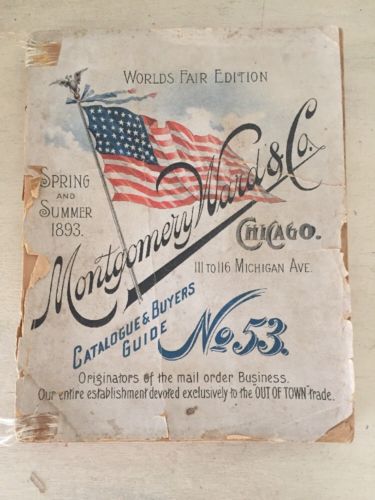 WORLDS FAIR EDITION
SPRING
AND
SUMMER
1893.
Montgomery Ward & Co.
CHICAGO.
111 TO 116 MICHIGAN AVE.
CATALOGUE & BUYERS
GUIDE
No 53.
Originators of the mail order Business.
Our entire establishment devoted exclusively to the "OUT OF TOWN" trade.